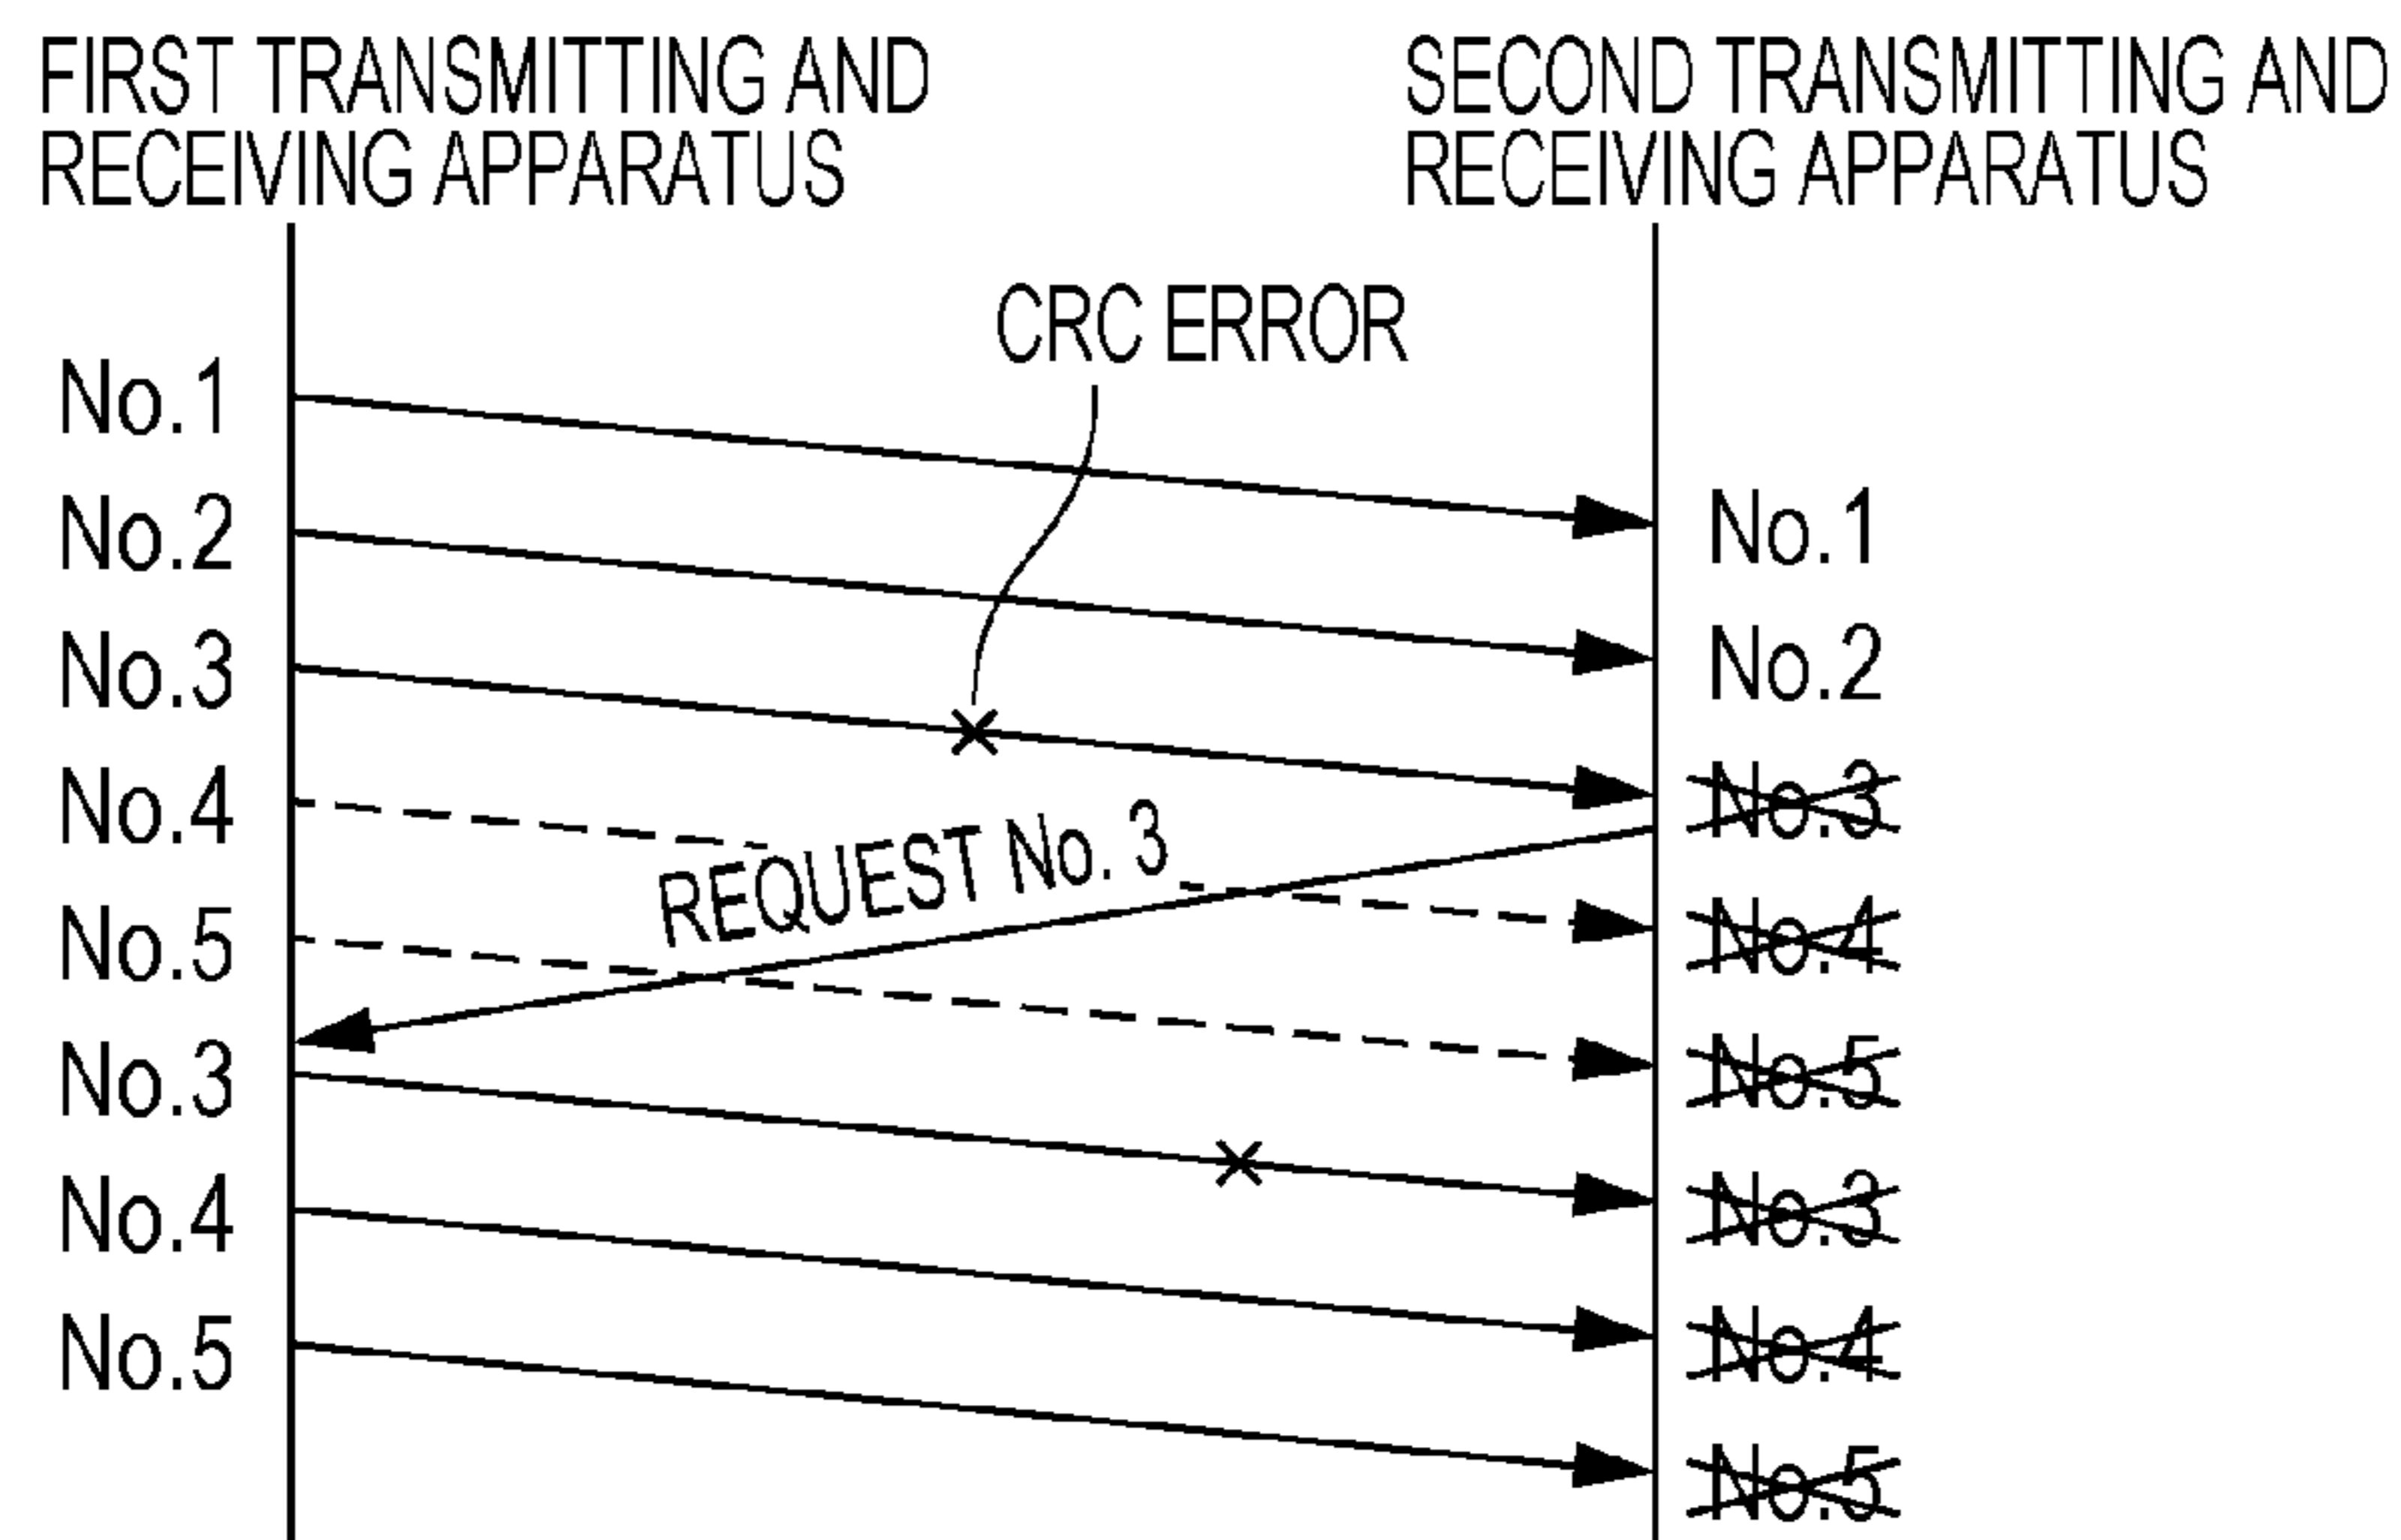 FIRST TRANSMITTING AND
RECEIVING APPARATUS
SECOND TRANSMITTING AND
RECEIVING APPARATUS
CRC ERROR
No.1
No.2
No.3
No.4
No.5
No.3
No.4
No.5
REQUEST No. 3
No.1
No.2
No.3
No.4
No.5
No.3
No.4
No.5